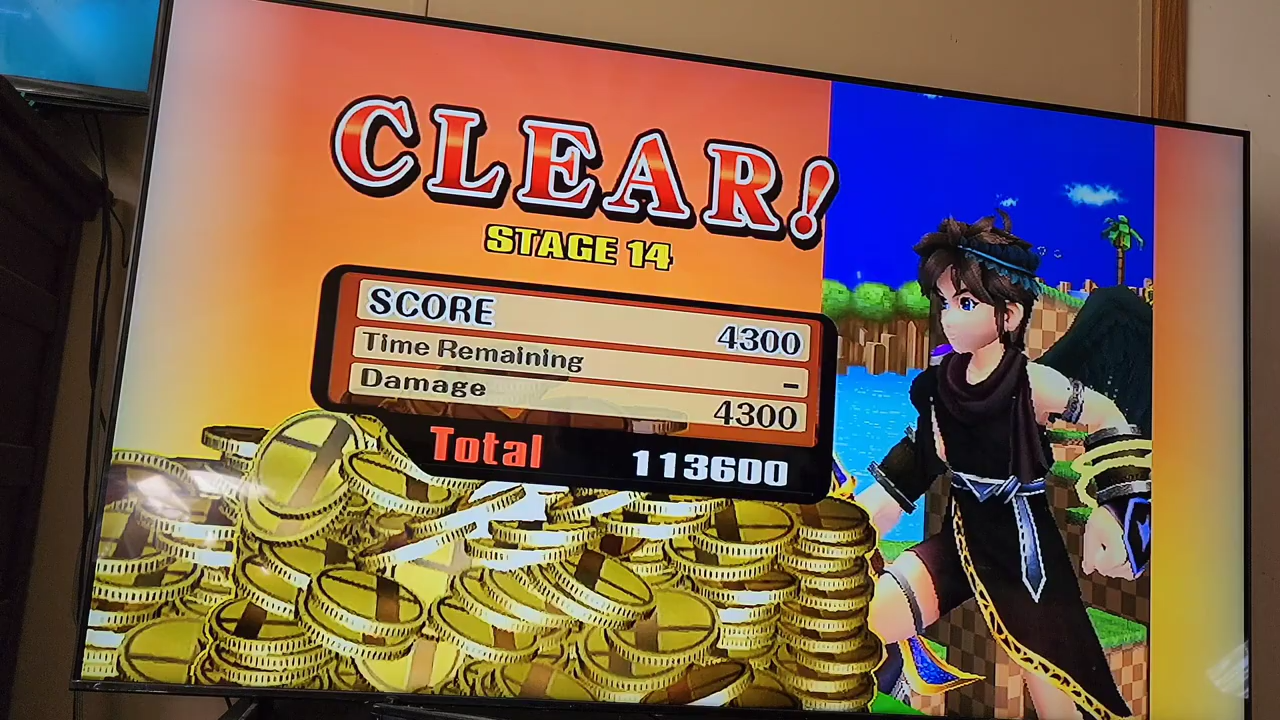 CLEAR!
STAGE 14
SCORE 4300
Time Remaining -
Damage 4300
Total 113600